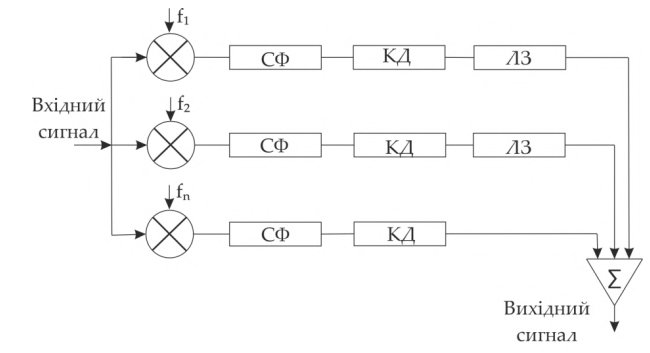 f₁
СФ КД ЛЗ
Вхідний
сигнал
f₂
СФ КД ЛЗ
fₙ
СФ КД
Σ
Вихідний
сигнал